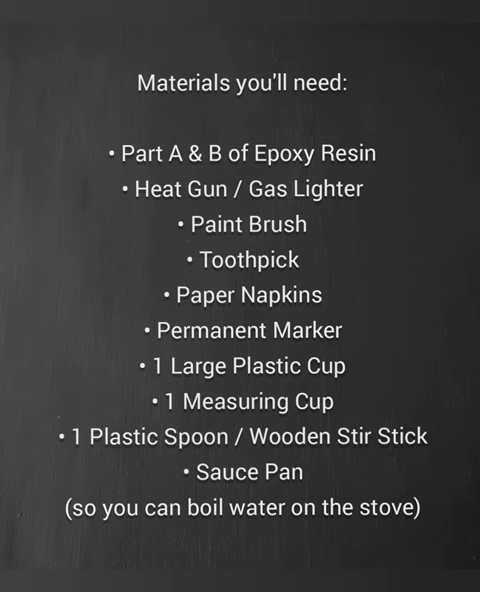 Materials you'll need:
• Part A & B of Epoxy Resin
• Heat Gun / Gas Lighter
• Paint Brush
• Toothpick
• Paper Napkins
• Permanent Marker
• 1 Large Plastic Cup
• 1 Measuring Cup
• 1 Plastic Spoon / Wooden Stir Stick
• Sauce Pan
(so you can boil water on the stove)